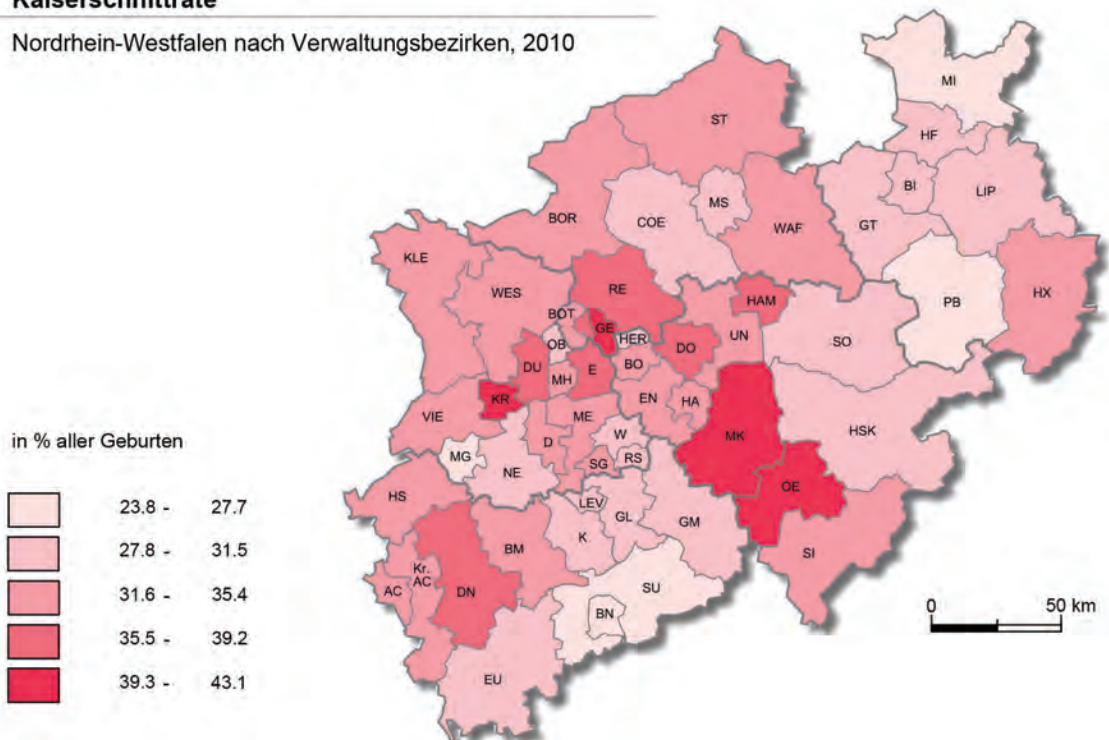 Kaiserschnittrate
Nordrhein-Westfalen nach Verwaltungsbezirken, 2010
MI
ST
HF
BI
LIP
MS
GT
BOR
COE
WAF
KLE
RE
WES
HAM
PB
HX
BOT
GE
OB
HER
UN
DO
SO
DU
E
BO
MH
KR
EN
HA
VIE
ME
MK
HSK
W
D
MG
NE
SG
RS
OE
HS
LEV
GL
GM
K
BM
SI
Kr.
AC
AC
DN
SU
BN
EU
in % aller Geburten
23.8 - 27.7
27.8 - 31.5
31.6 - 35.4
35.5 - 39.2
39.3 - 43.1
0 50 km